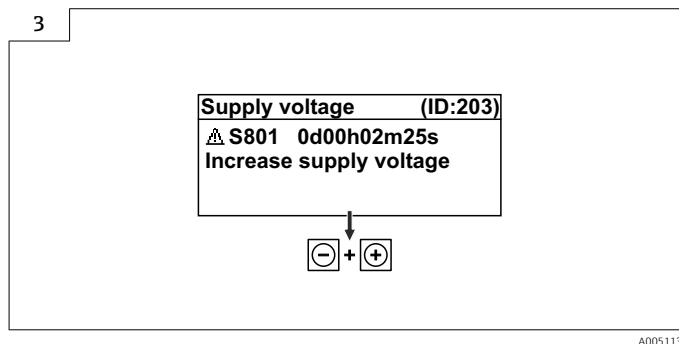 3
Supply voltage (ID:203)
⚠ S801 0d00h02m25s
Increase supply voltage
- + +
A005113